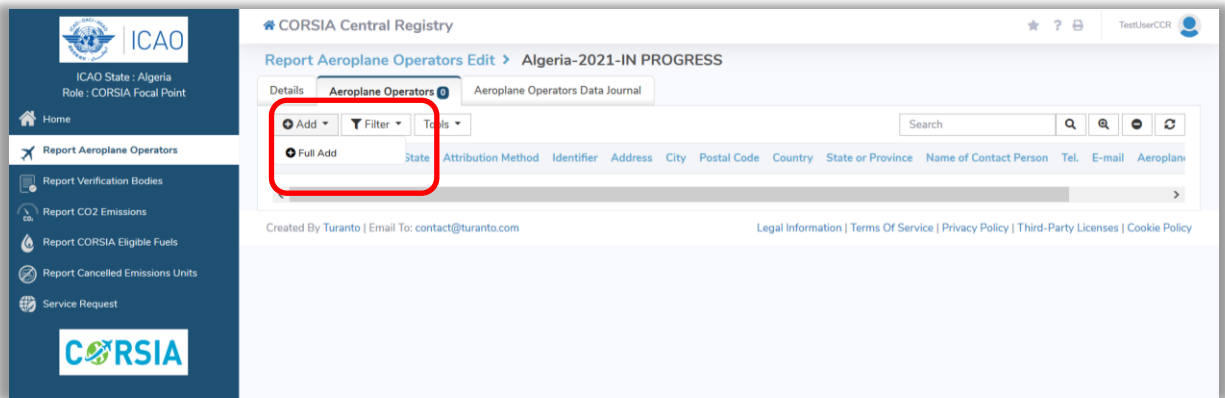 ICAO
ICAO State : Algeria
Role : CORSIA Focal Point
Home
Report Aeroplane Operators
Report Verification Bodies
Report CO2 Emissions
Report CORSIA Eligible Fuels
Report Cancelled Emissions Units
Service Request
CORSIA
CORSIA Central Registry
? TestUserCCR
Report Aeroplane Operators Edit > Algeria-2021-IN PROGRESS
Details Aeroplane Operators 0 Aeroplane Operators Data Journal
Add Filter Tools Search
Full Add
State Attribution Method Identifier Address City Postal Code Country State or Province Name of Contact Person Tel. E-mail
Created By Turanto | Email To: contact@turanto.com Legal Information | Terms Of Service | Privacy Policy | Third-Party Licenses | Cookie Policy